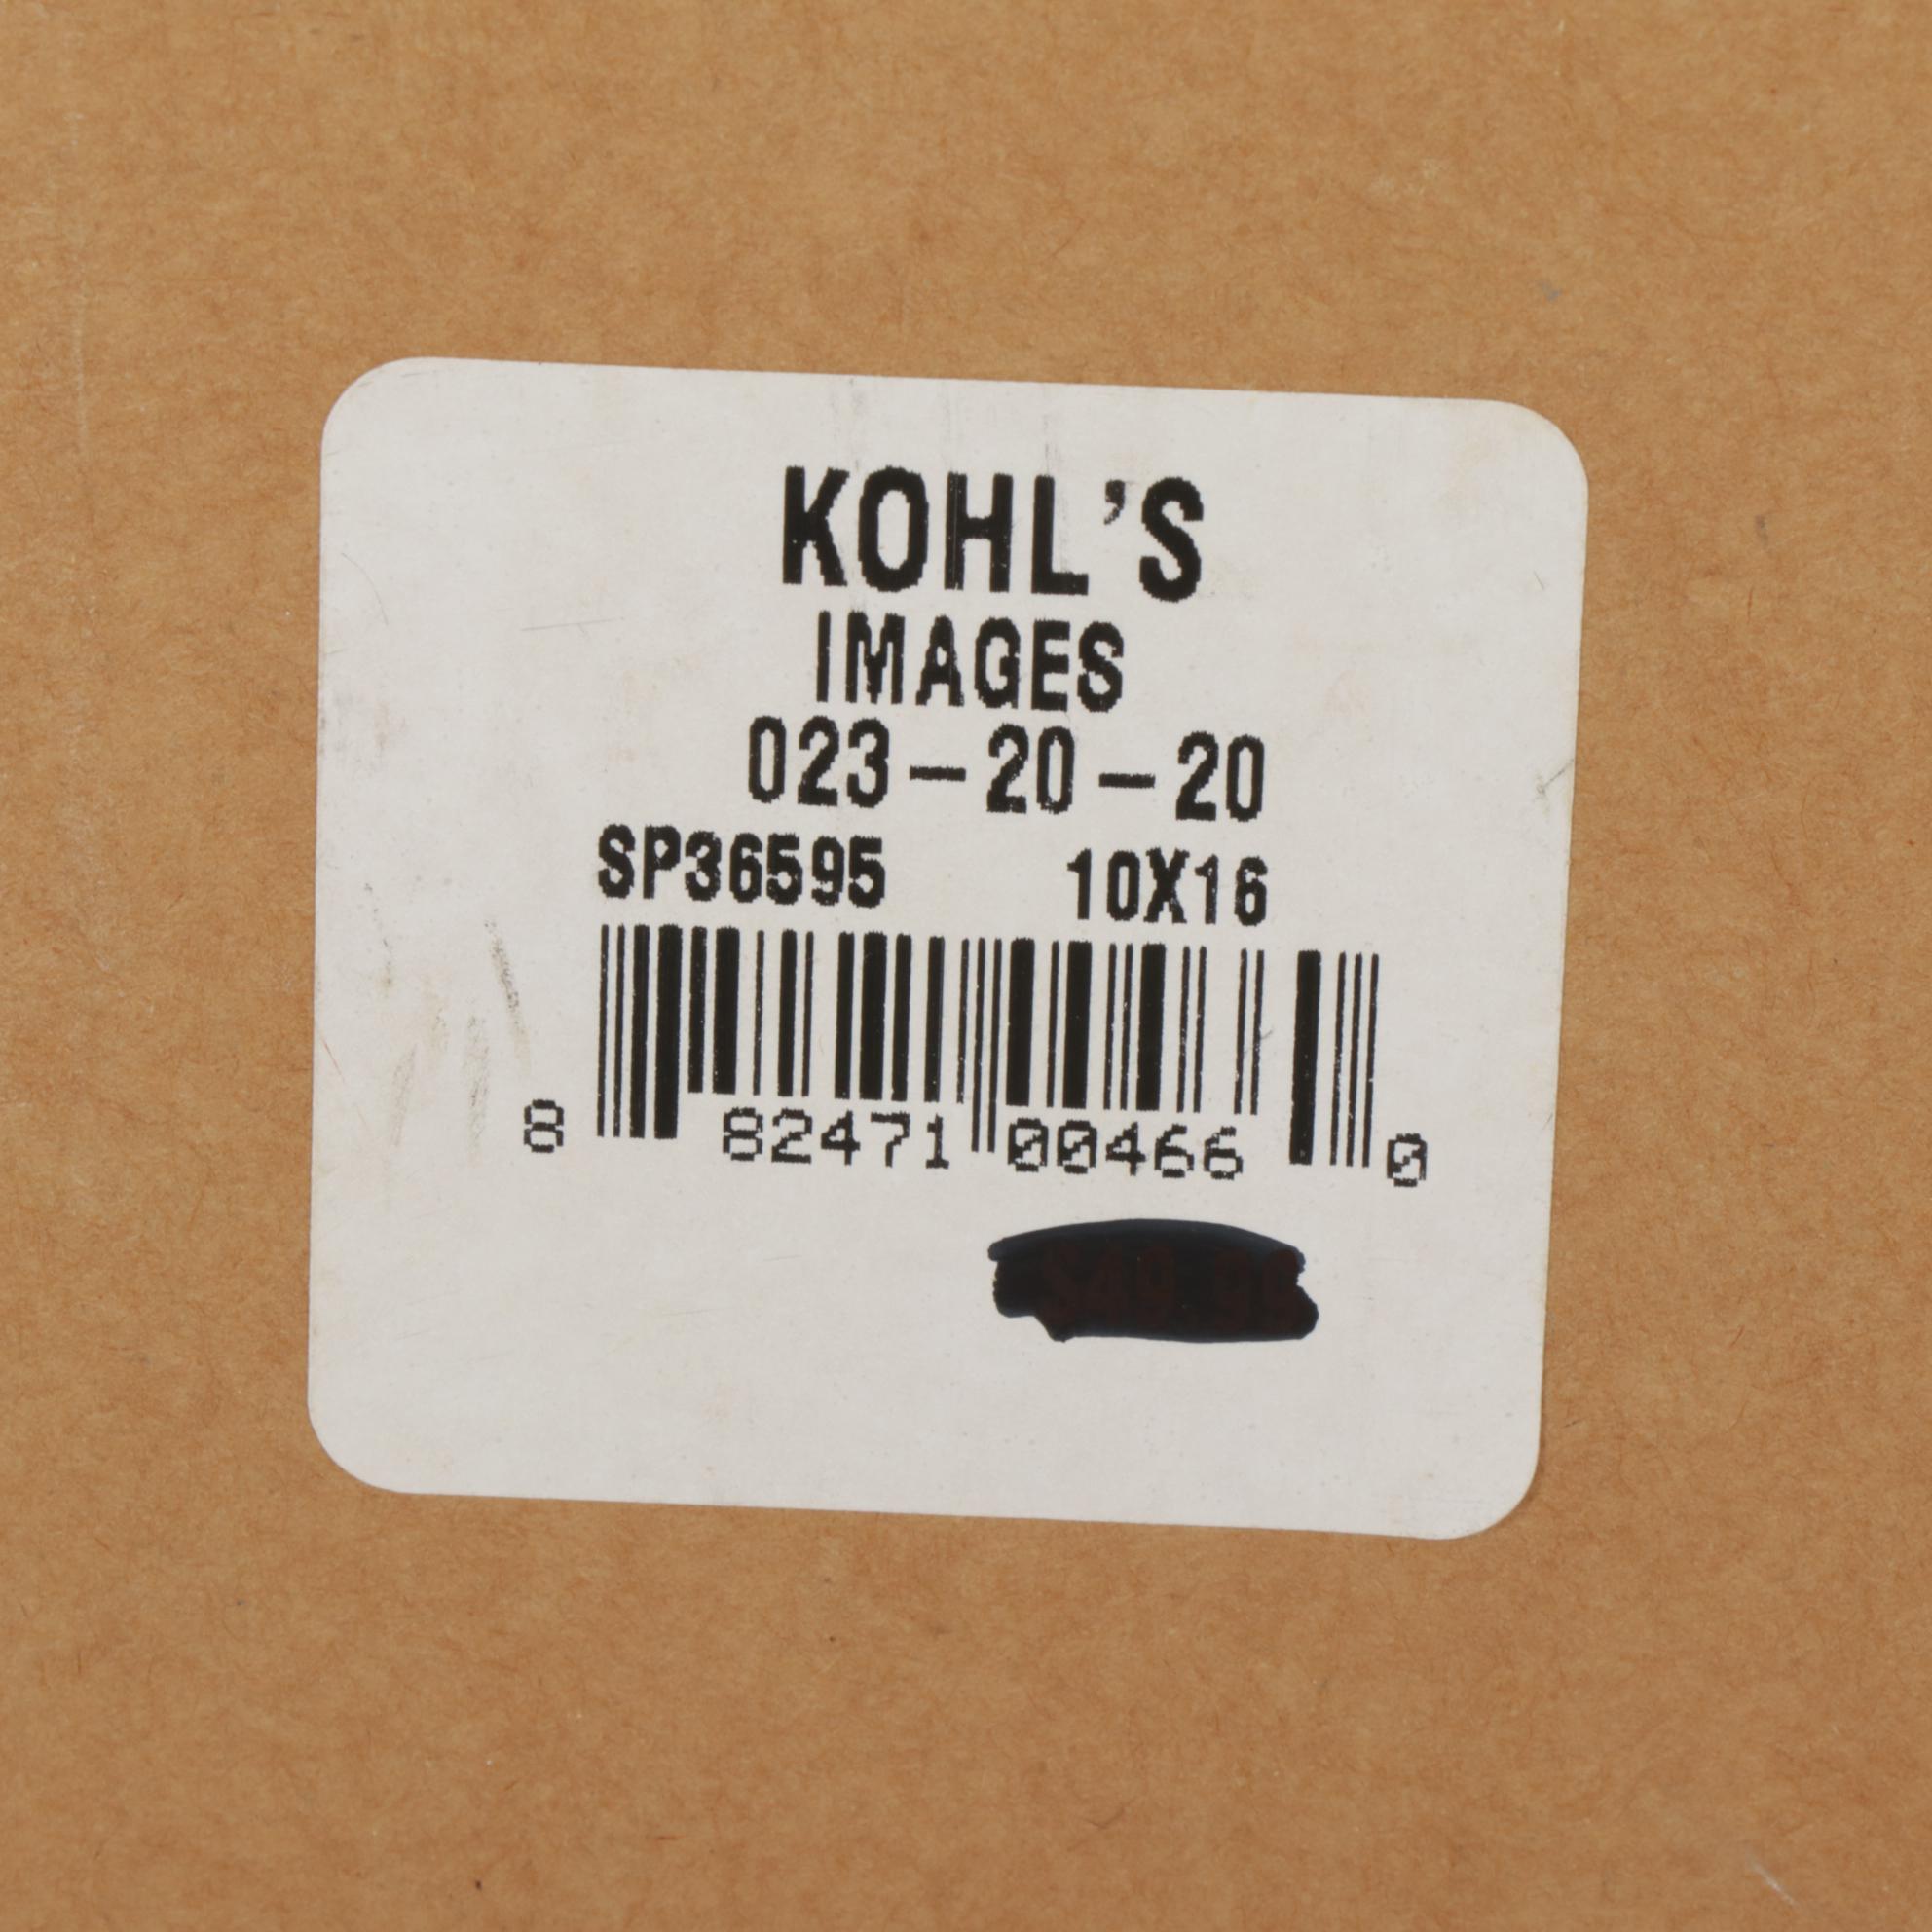 KOHL'S
IMAGES
023-20-20
SP36595 10X16
8 82471 00466 0